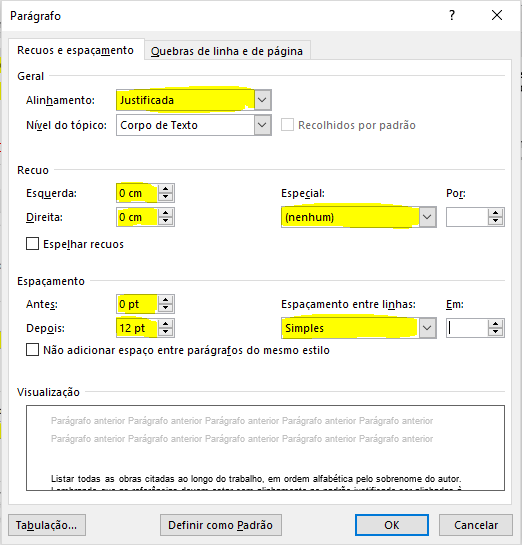 Parágrafo ? ×
Recuos e espaçamento Quebras de linha e de página
Geral
Alinhamento: Justificada
Nível do tópico: Corpo de Texto Recolhidos por padrão
Recuo
Esquerda: 0 cm Especial: Por:
Direita: 0 cm (nenhum)
Espelhar recuos
Espaçamento
Antes: 0 pt Espaçamento entre linhas: Em:
Depois: 12 pt Simples
Não adicionar espaço entre parágrafos do mesmo estilo
Visualização
Parágrafo anterior Parágrafo anterior Parágrafo anterior Parágrafo anterior Parágrafo anterior
Parágrafo anterior Parágrafo anterior Parágrafo anterior Parágrafo anterior Parágrafo anterior
Listar todas as obras citadas ao longo do trabalho, em ordem alfabética pelo sobrenome do autor.
Tabulação... Definir como Padrão OK Cancelar